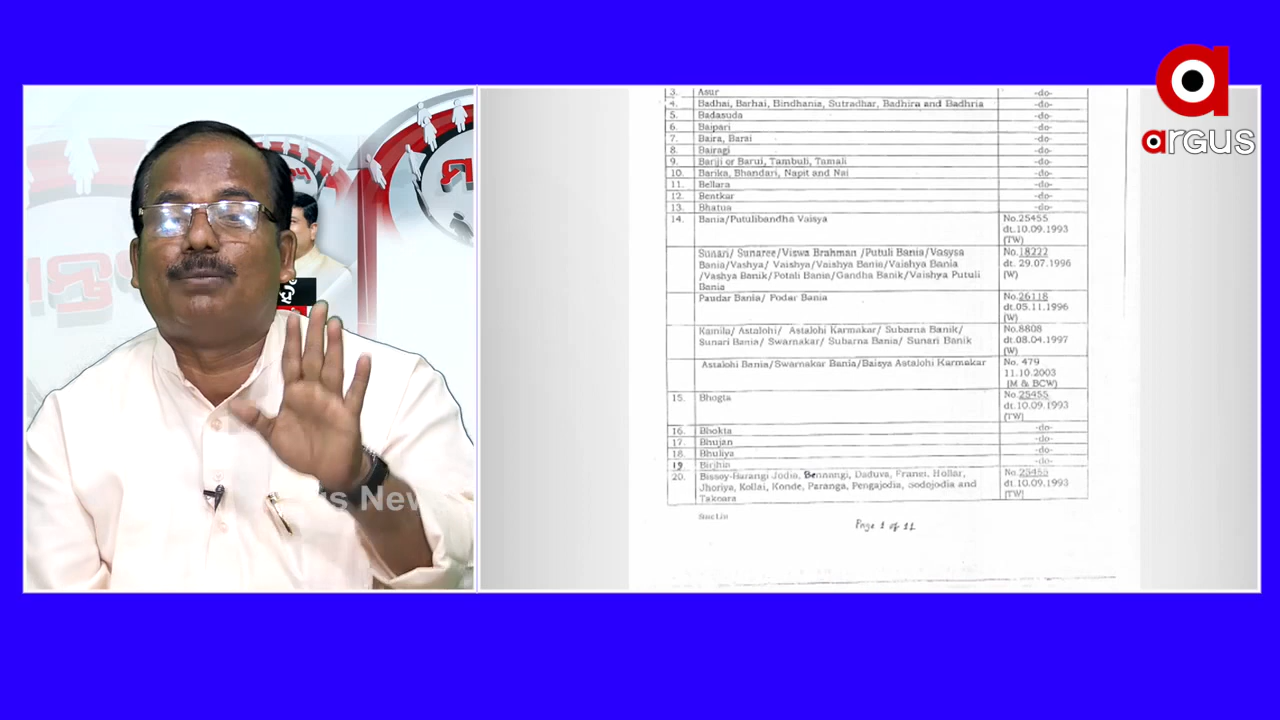 argus
3. Asur -do-
4. Badhai, Barhai, Bindhania, Sutradhar, Badhira and Badhria -do-
5. Badasuda -do-
6. Baipari -do-
7. Baira, Barai -do-
8. Bairagi -do-
9. Bariji or Barui, Tambuli, Tamali -do-
10. Barika, Bhandari, Napit and Nai -do-
11. Bellara -do-
12. Bentkar -do-
13. Bhatua -do-
14. Bania/Putulibandha Vaisya No.25455
dt.10.09.1993
(TW)
Sunari/ Sunaree/Viswa Brahman /Putuli Bania/Vasysa No.18222
Bania/Vashya/ Vaishya/Vaishya Bania/Vaishya Bania dt. 29.07.1996
/Vashya Banik/Potali Bania/Gandha Banik/Vaishya Putuli (W)
Bania
Paudar Bania/ Podar Bania No.26118
dt.05.11.1996
(W)
Kamila/ Astalohi/ Astalohi Karmakar/ Subarna Banik/ No.8808
Sunari Bania/ Swarnakar/ Subarna Bania/ Sunari Banik dt.08.04.1997
(W)
Astalohi Bania/Swarnakar Bania/Baisya Astalohi Karmakar No. 479
11.10.2003
(M & BCW)
15. Bhogta No.25455
dt.10.09.1993
(TW)
16. Bhokta -do-
17. Bhujan -do-
18. Bhuliya -do-
19 Birjhia -do-
20. Bissoy-Barangi Jodia, Bennangi, Daduva, Franei, Hollar, No.25455
Jhoriya, Kollai, Konde, Paranga, Pengajodia, Sodojodia and dt.10.09.1993
Takoara (TW)
Page 1 of 11